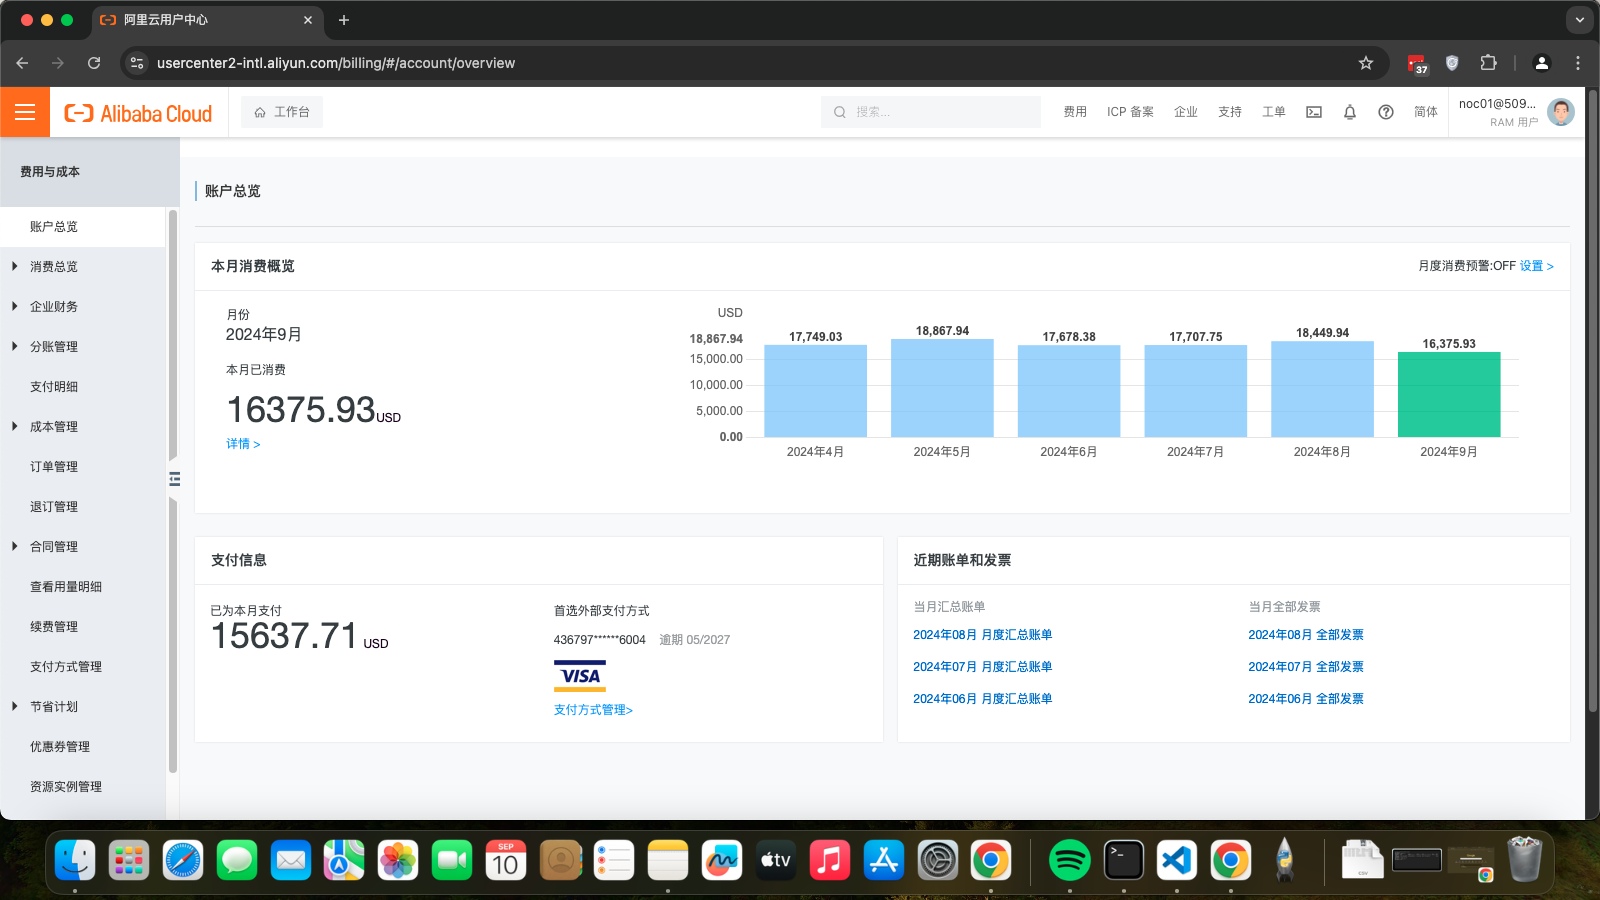 阿里云用户中心
usercenter2-intl.aliyun.com/billing/#/account/overview
37
Alibaba Cloud
工作台
搜索...
费用
ICP 备案
企业
支持
工单
简体
noc01@509...
RAM 用户
费用与成本
账户总览
消费总览
企业财务
分账管理
支付明细
成本管理
订单管理
退订管理
合同管理
查看用量明细
续费管理
支付方式管理
节省计划
优惠券管理
资源实例管理
账户总览
本月消费概览
月度消费预警:OFF 设置 >
月份
2024年9月
本月已消费
16375.93USD
详情 >
USD
18,867.94
15,000.00
10,000.00
5,000.00
0.00
17,749.03
18,867.94
17,678.38
17,707.75
18,449.94
16,375.93
2024年4月
2024年5月
2024年6月
2024年7月
2024年8月
2024年9月
支付信息
已为本月支付
15637.71 USD
首选外部支付方式
436797******6004 逾期 05/2027
VISA
支付方式管理>
近期账单和发票
当月汇总账单
2024年08月 月度汇总账单
2024年07月 月度汇总账单
2024年06月 月度汇总账单
当月全部发票
2024年08月 全部发票
2024年07月 全部发票
2024年06月 全部发票
SEP
10
tv